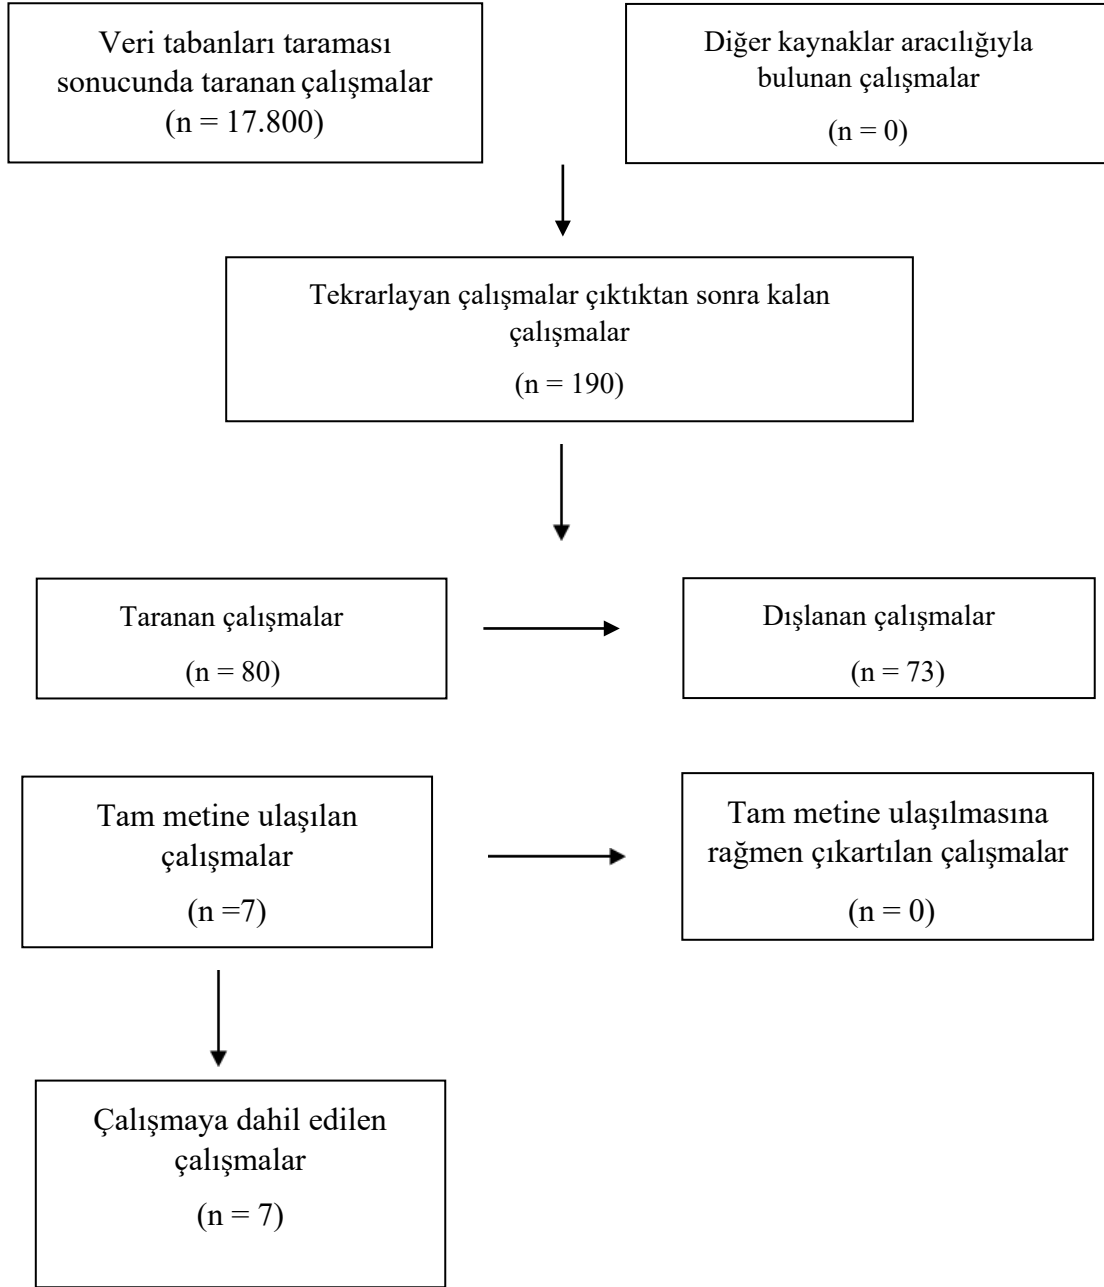 Veri tabanları taraması
sonucunda taranan çalışmalar
(n = 17.800)
Diğer kaynaklar aracılığıyla
bulunan çalışmalar
(n = 0)
Tekrarlayan çalışmalar çıktıktan sonra kalan
çalışmalar
(n = 190)
Taranan çalışmalar
(n = 80)
Dışlanan çalışmalar
(n = 73)
Tam metine ulaşılan
çalışmalar
(n =7)
Tam metine ulaşılmasına
rağmen çıkartılan çalışmalar
(n = 0)
Çalışmaya dahil edilen
çalışmalar
(n = 7)